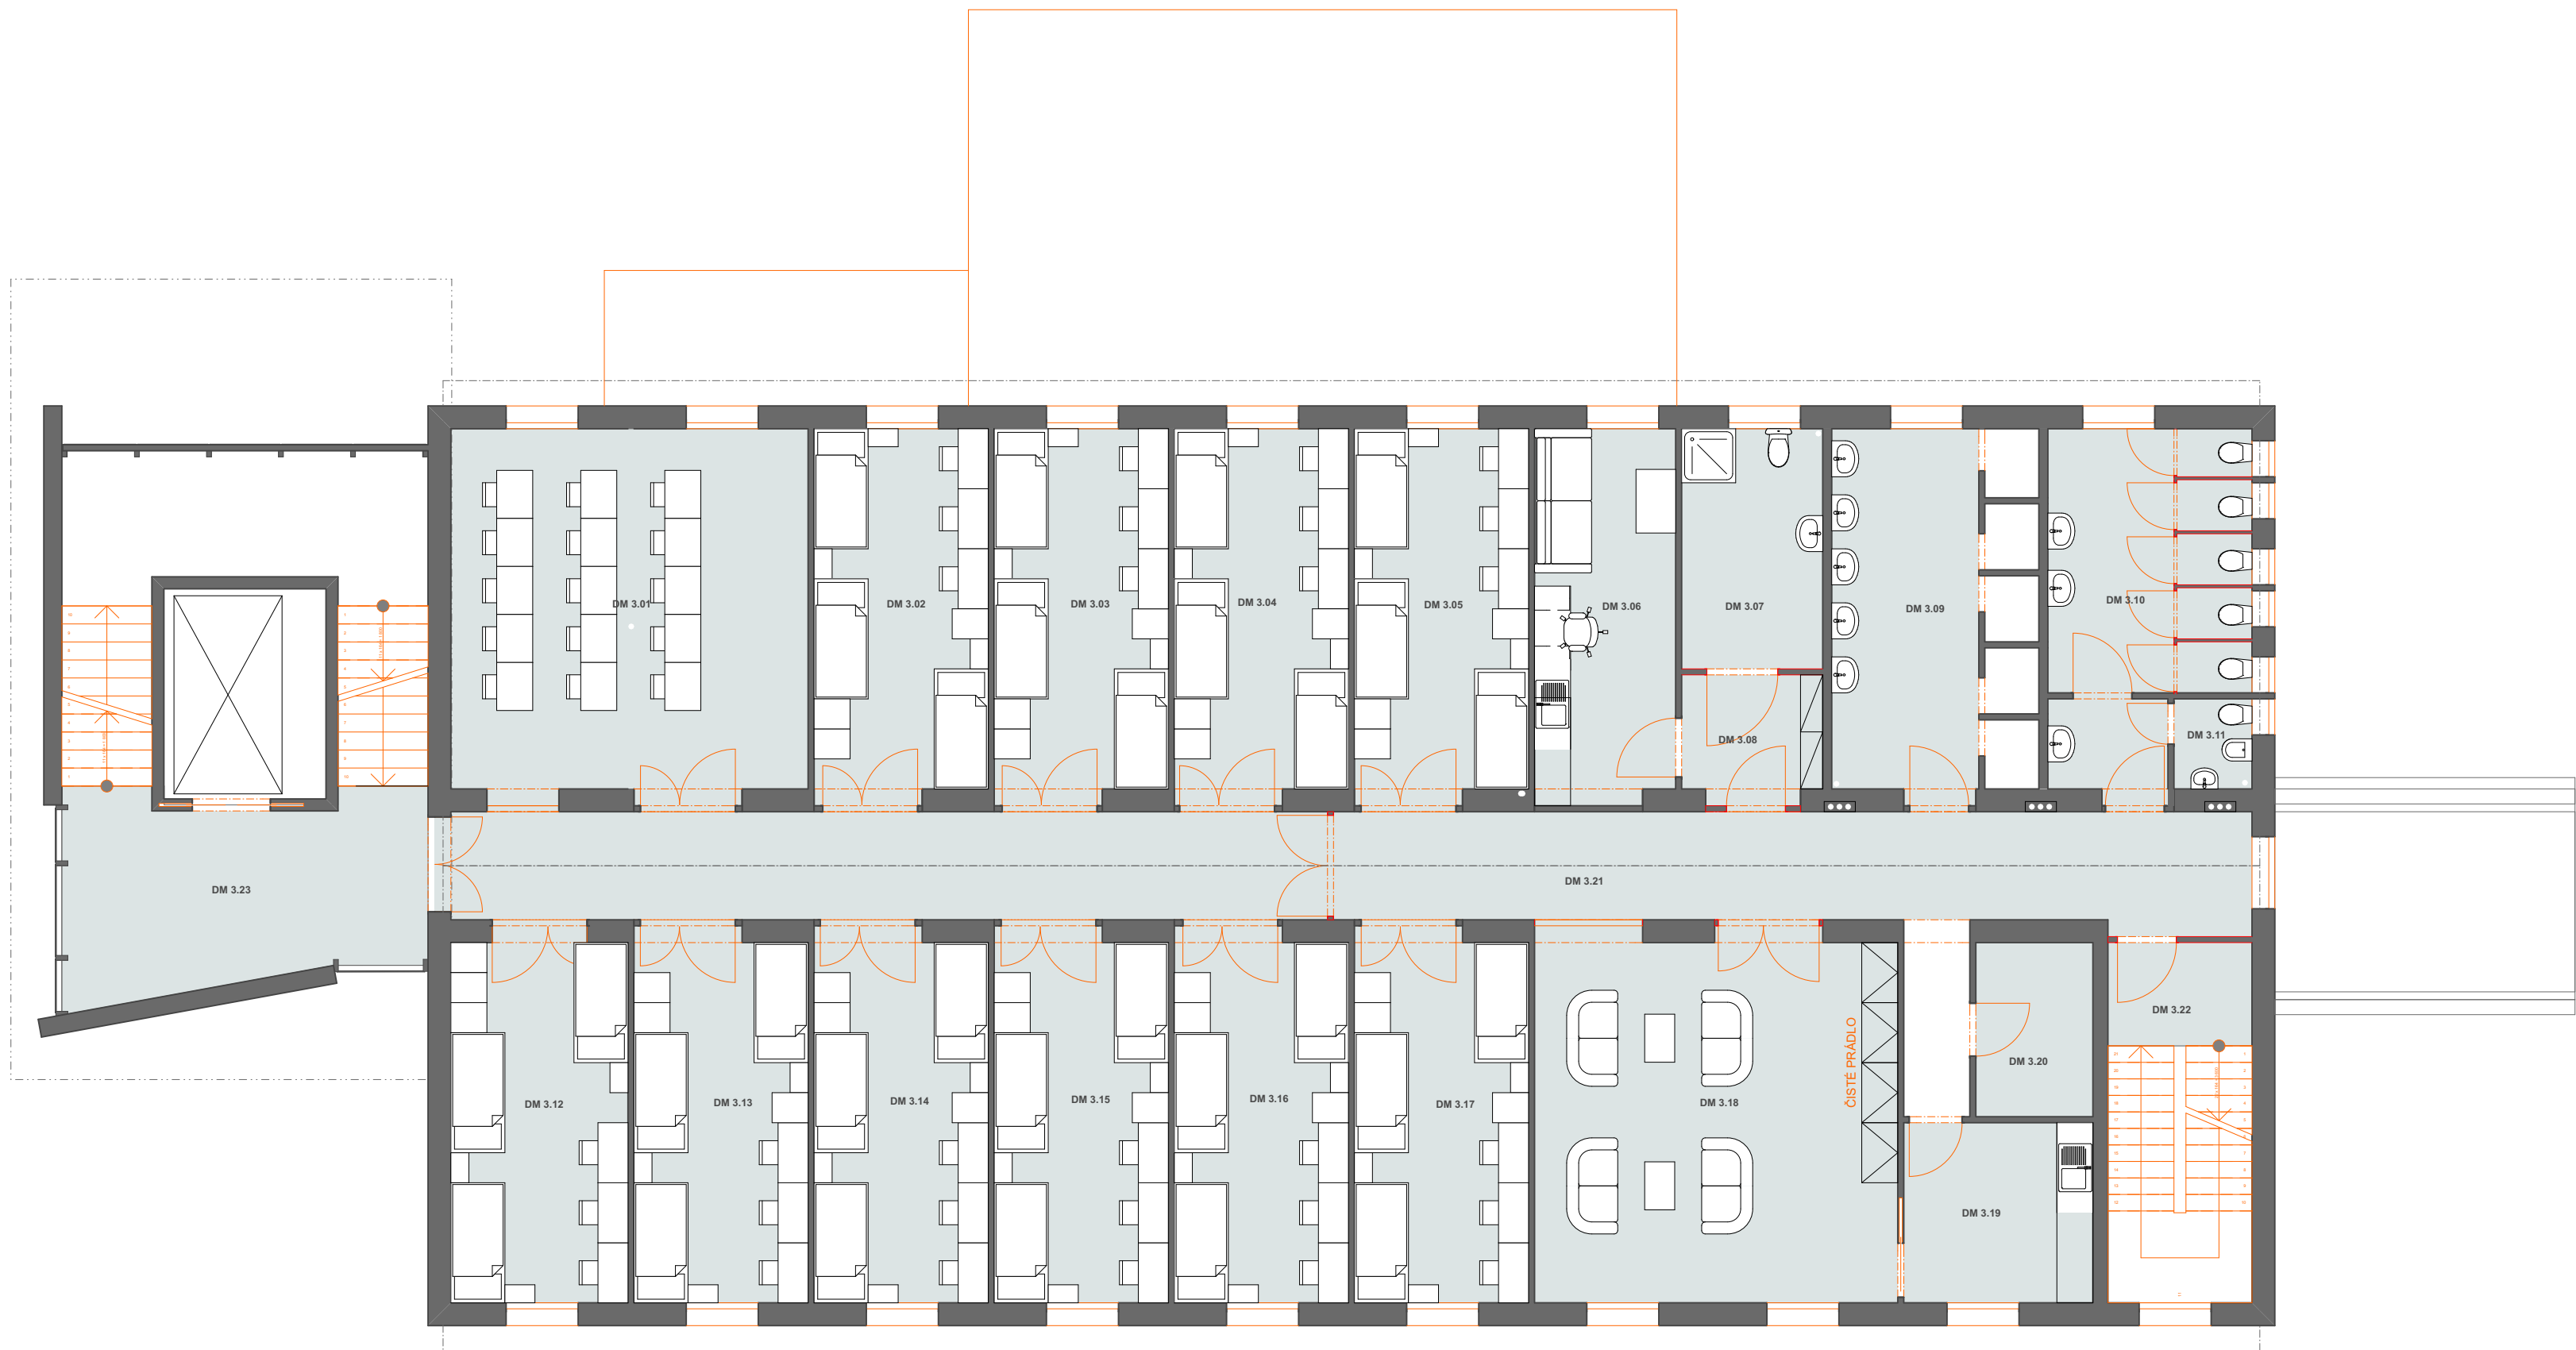 DM 3.01
DM 3.02
DM 3.03
DM 3.04
DM 3.05
DM 3.06
DM 3.07
DM 3.08
DM 3.09
DM 3.10
DM 3.11
DM 3.23
DM 3.21
DM 3.12
DM 3.13
DM 3.14
DM 3.15
DM 3.16
DM 3.17
DM 3.18
ČISTÉ PRÁDLO
DM 3.19
DM 3.20
DM 3.22